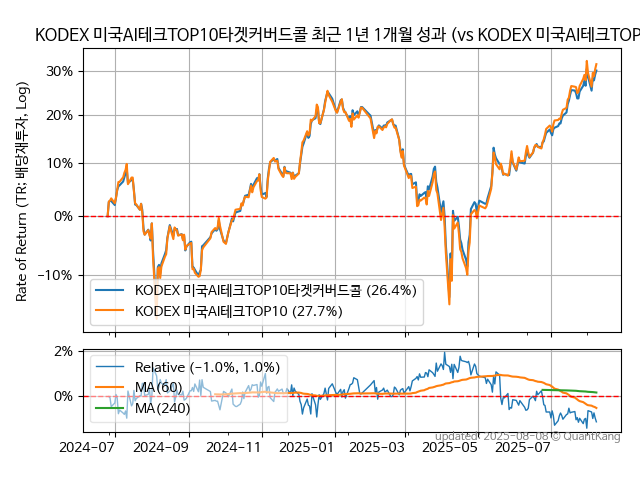 KODEX 미국AI테크TOP10타겟커버드콜 최근 1년 1개월 성과 (vs KODEX 미국AI테크TOP
Rate of Return (TR: 배당재투자, Log)
30%
20%
10%
0%
−10%
KODEX 미국AI테크TOP10타겟커버드콜 (26.4%)
KODEX 미국AI테크TOP10 (27.7%)
2%
0%
Relative (−1.0%, 1.0%)
MA(60)
MA(240)
2024−07 2024−09 2024−11 2025−01 2025−03 2025−05 2025−07
updated: 2025-08-08 © QuantKang